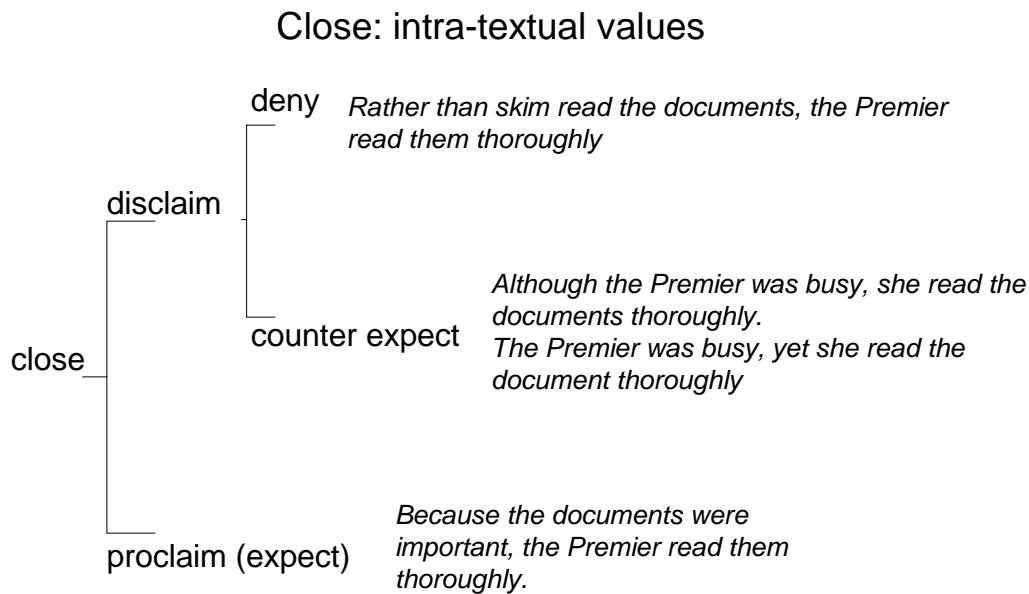 Close: intra-textual values
deny
Rather than skim read the documents, the Premier
read them thoroughly
disclaim
Although the Premier was busy, she read the
documents thoroughly.
counter expect
The Premier was busy, yet she read the
document thoroughly
close
Because the documents were
important, the Premier read them
thoroughly.
proclaim (expect)